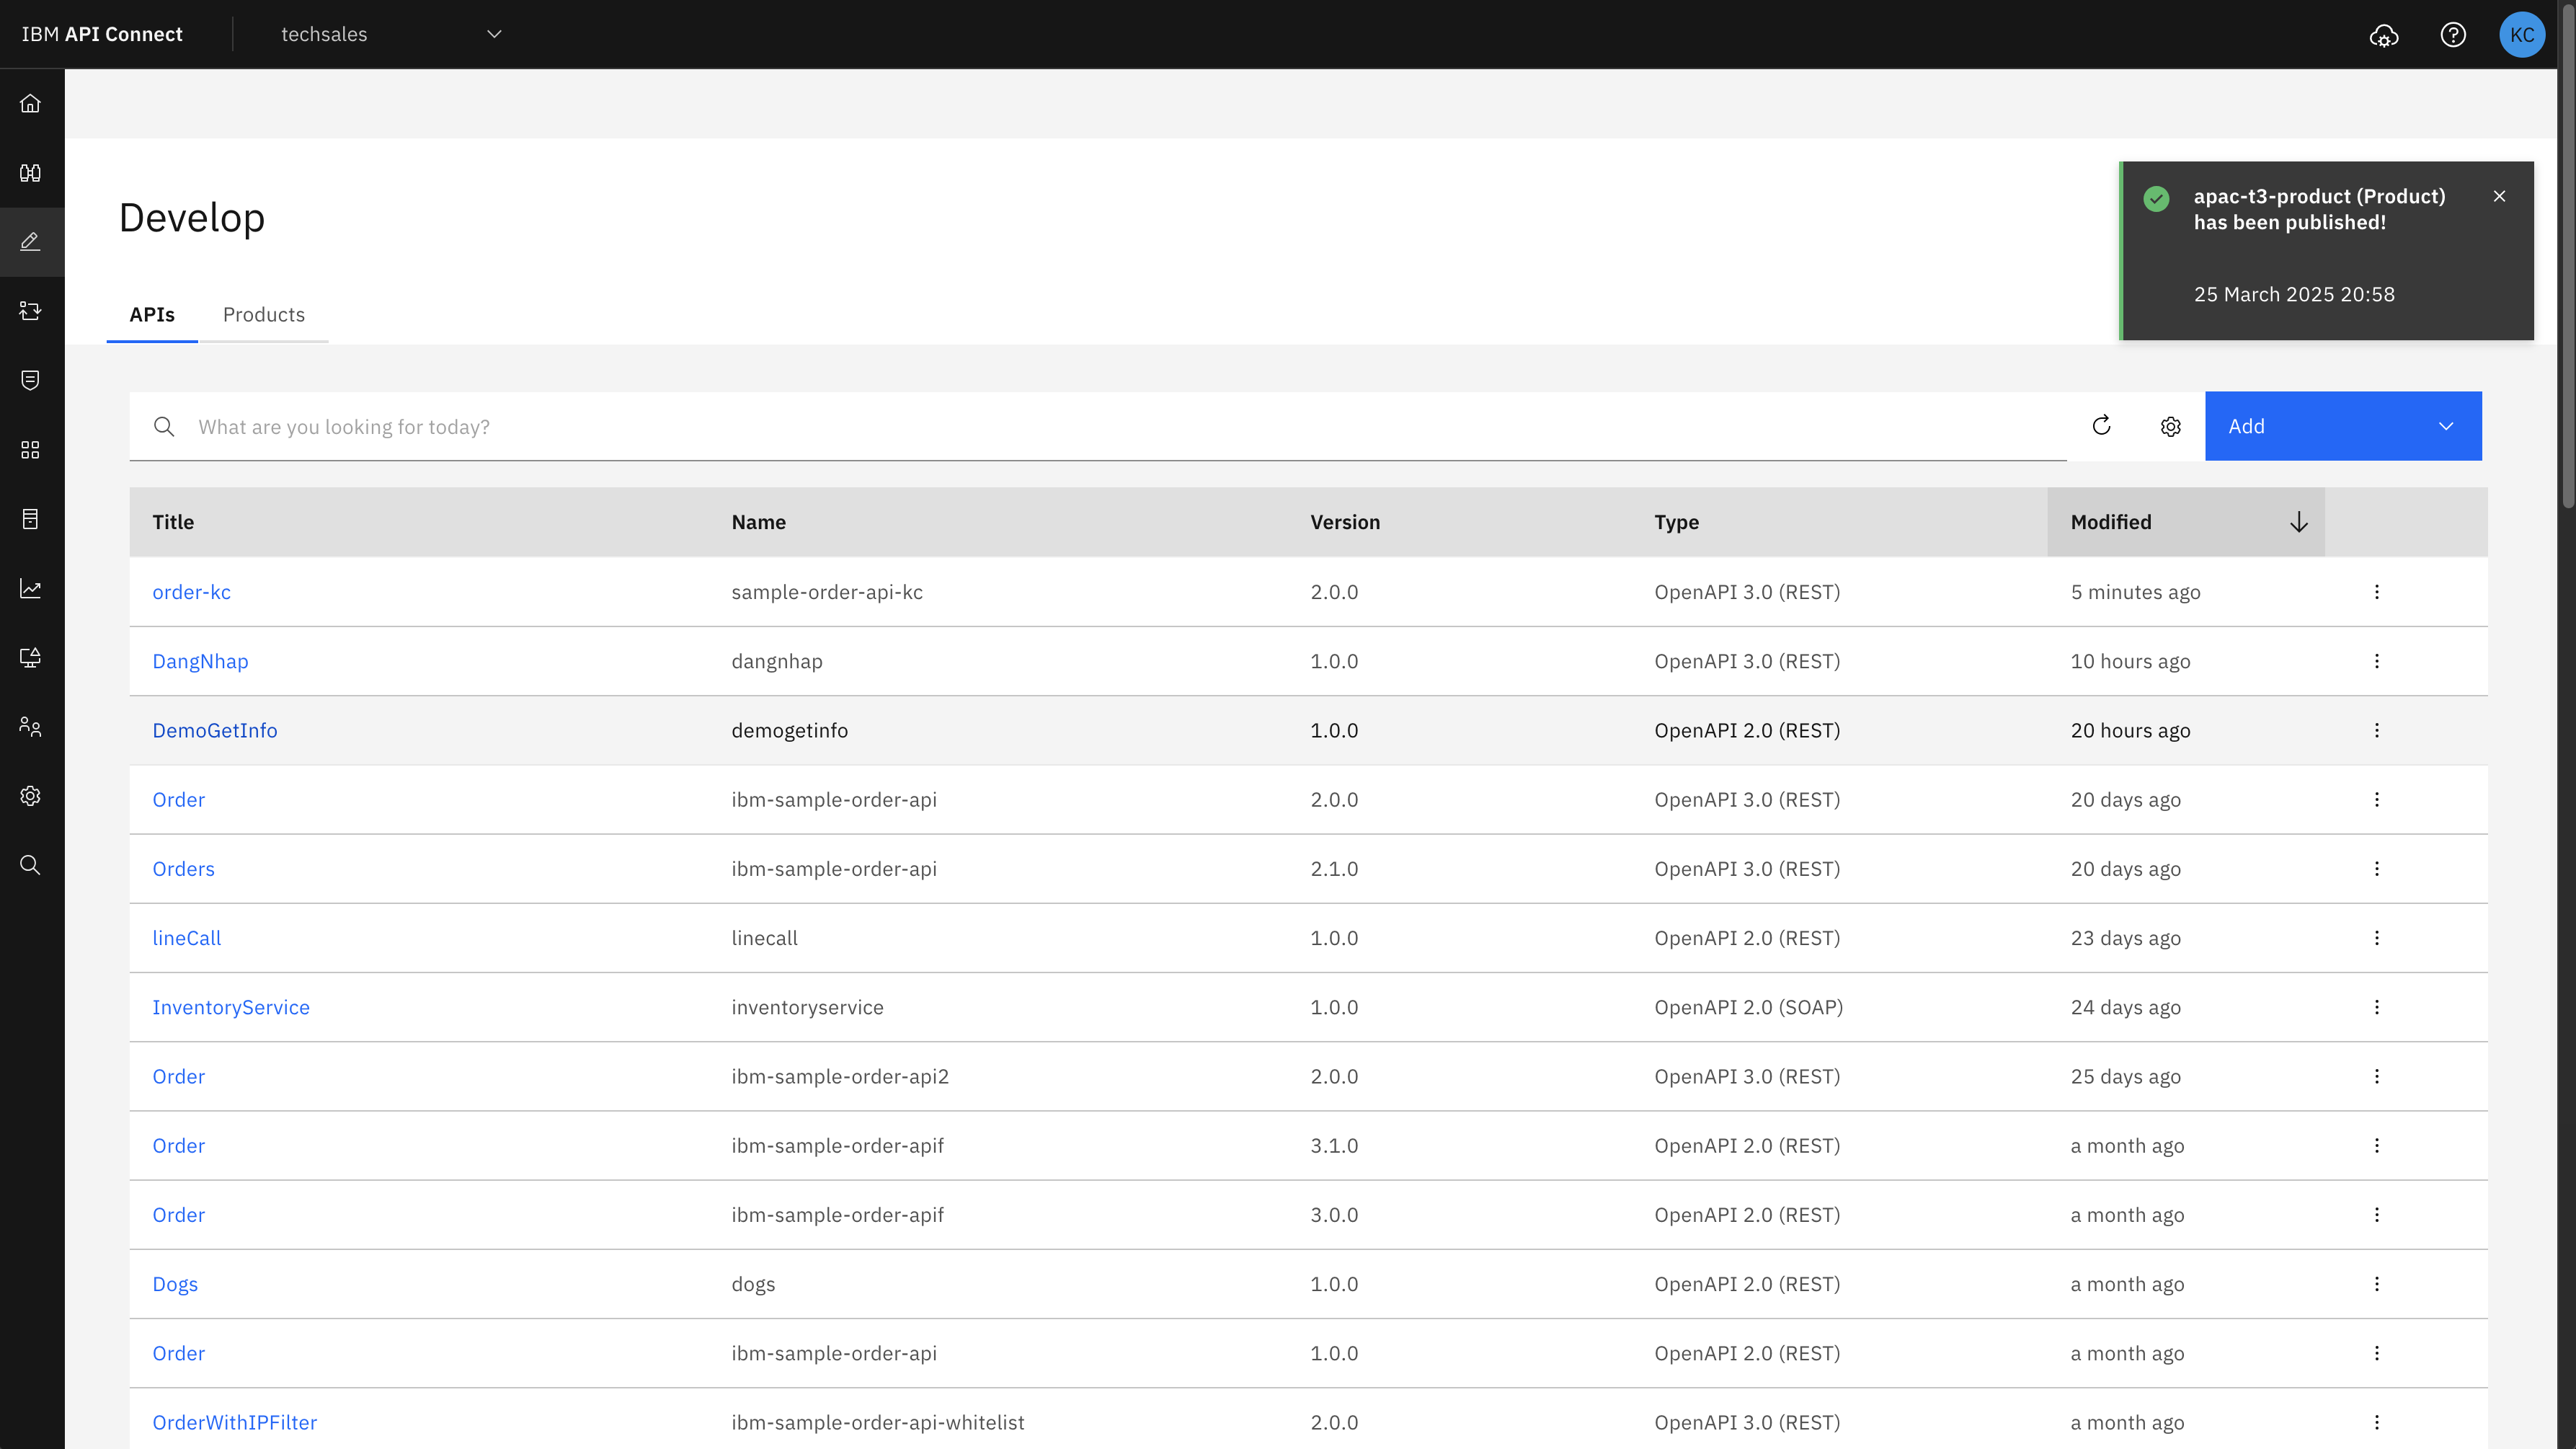 IBM API Connect techsales KC
Develop
apac-t3-product (Product)
has been published!
25 March 2025 20:58
APIs Products
What are you looking for today? Add
Title Name Version Type Modified
order-kc sample-order-api-kc 2.0.0 OpenAPI 3.0 (REST) 5 minutes ago
DangNhap dangnhap 1.0.0 OpenAPI 3.0 (REST) 10 hours ago
DemoGetInfo demogetinfo 1.0.0 OpenAPI 2.0 (REST) 20 hours ago
Order ibm-sample-order-api 2.0.0 OpenAPI 3.0 (REST) 20 days ago
Orders ibm-sample-order-api 2.1.0 OpenAPI 3.0 (REST) 20 days ago
lineCall linecall 1.0.0 OpenAPI 2.0 (REST) 23 days ago
InventoryService inventoryservice 1.0.0 OpenAPI 2.0 (SOAP) 24 days ago
Order ibm-sample-order-api2 2.0.0 OpenAPI 3.0 (REST) 25 days ago
Order ibm-sample-order-apif 3.1.0 OpenAPI 2.0 (REST) a month ago
Order ibm-sample-order-apif 3.0.0 OpenAPI 2.0 (REST) a month ago
Dogs dogs 1.0.0 OpenAPI 2.0 (REST) a month ago
Order ibm-sample-order-api 1.0.0 OpenAPI 2.0 (REST) a month ago
OrderWithIPFilter ibm-sample-order-api-whitelist 2.0.0 OpenAPI 3.0 (REST) a month ago